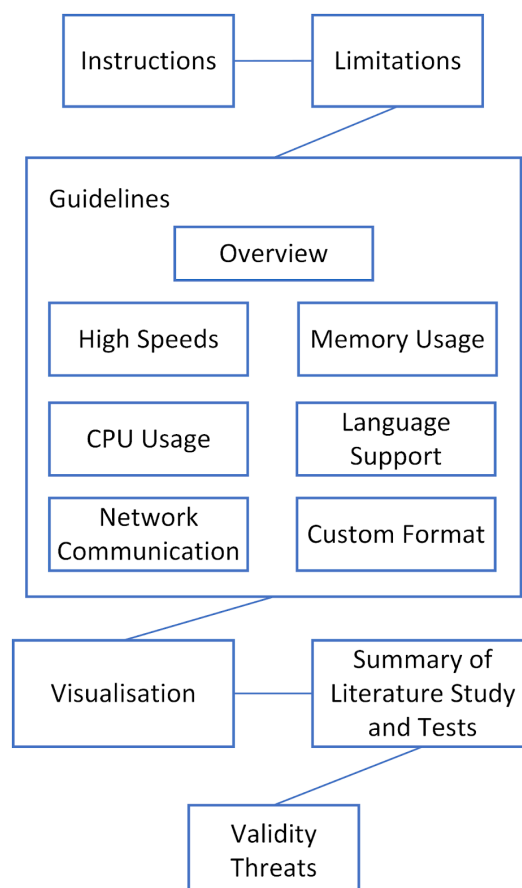 Instructions
Limitations
Guidelines
Overview
High Speeds
Memory Usage
CPU Usage
Language
Support
Network
Communication
Custom Format
Visualisation
Summary of
Literature Study
and Tests
Validity
Threats